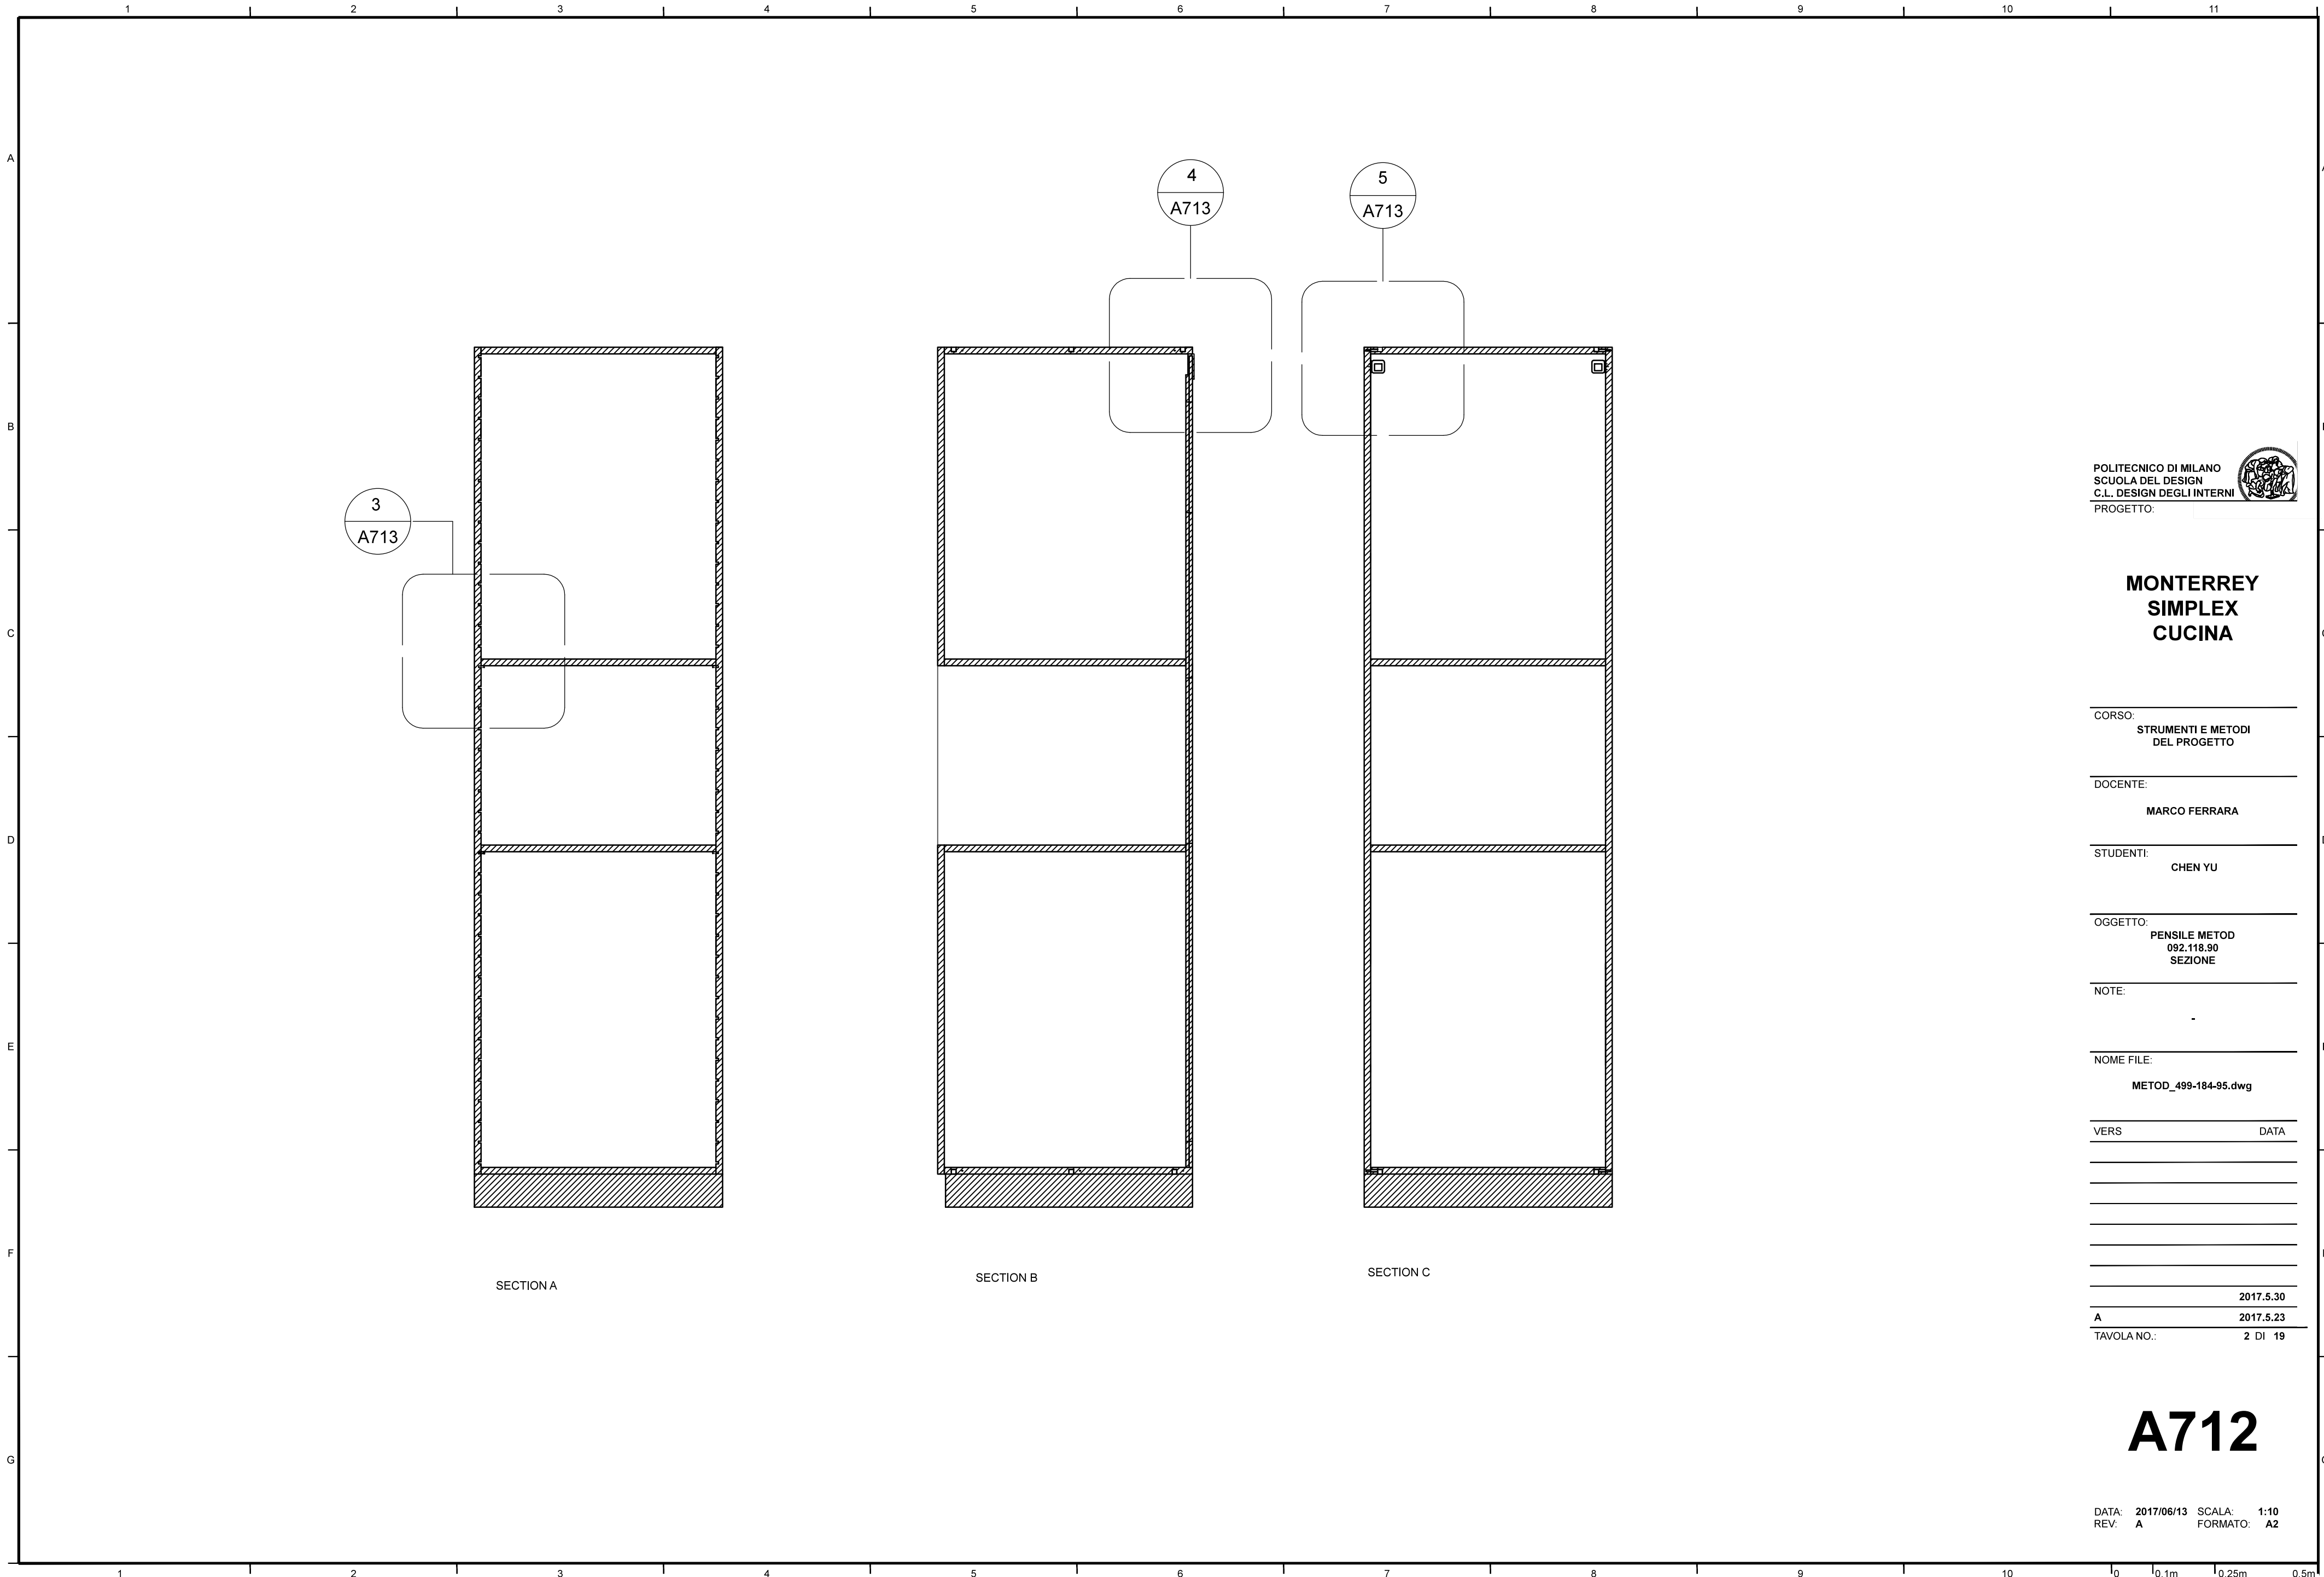 1 2 3 4 5 6 7 8 9 10 11
A
B
C
D
E
F
G
4
A713
5
A713
3
A713
SECTION A
SECTION B
SECTION C
POLITECNICO DI MILANO
SCUOLA DEL DESIGN
C.L. DESIGN DEGLI INTERNI
PROGETTO:
MONTERREY
SIMPLEX
CUCINA
CORSO:
STRUMENTI E METODI
DEL PROGETTO
DOCENTE:
MARCO FERRARA
STUDENTI:
CHEN YU
OGGETTO:
PENSILE METOD
092.118.90
SEZIONE
NOTE:
-
NOME FILE:
METOD_499-184-95.dwg
VERS DATA
2017.5.30
A 2017.5.23
TAVOLA NO.: 2 DI 19
A712
DATA: 2017/06/13 SCALA: 1:10
REV: A FORMATO: A2
1 2 3 4 5 6 7 8 9 10
0 0.1m 0.25m 0.5m